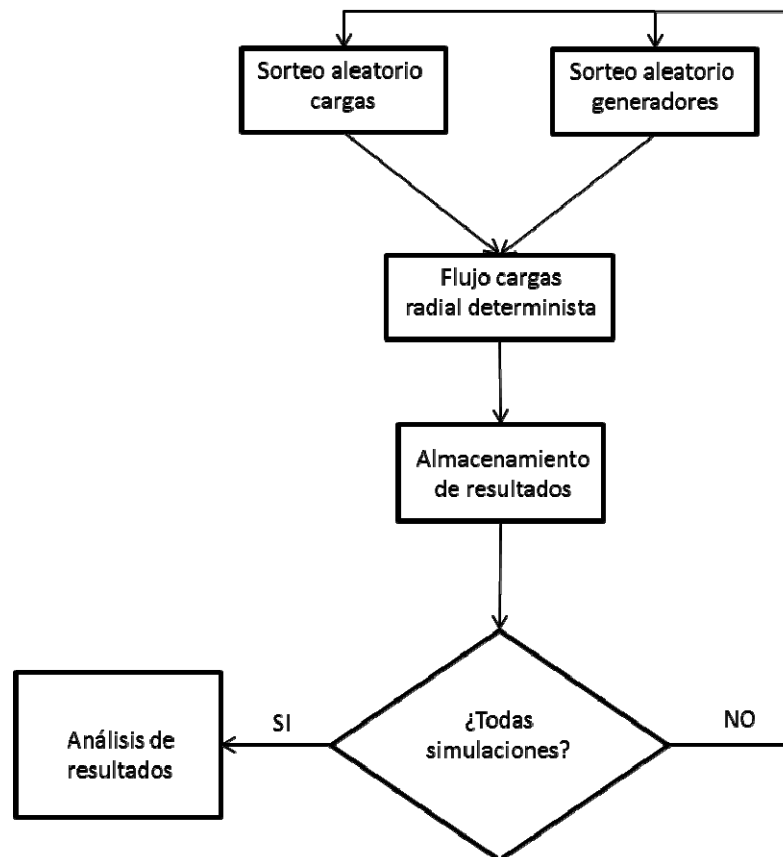 Sorteo aleatorio
cargas
Sorteo aleatorio
generadores
Flujo cargas
radial determinista
Almacenamiento
de resultados
¿Todas
simulaciones?
SI
NO
Análisis de
resultados